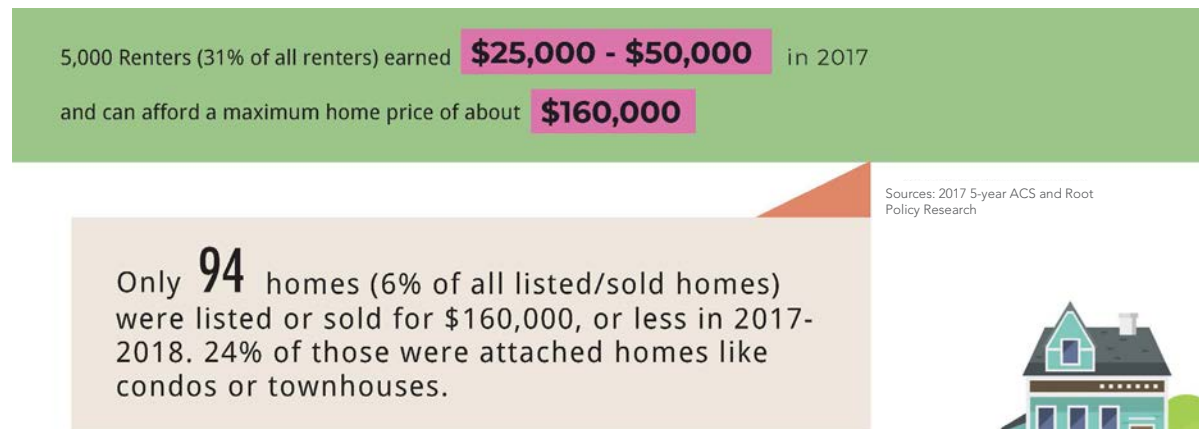 5,000 Renters (31% of all renters) earned $25,000 - $50,000 in 2017
and can afford a maximum home price of about $160,000
Sources: 2017 5-year ACS and Root
Policy Research
Only 94 homes (6% of all listed/sold homes)
were listed or sold for $160,000, or less in 2017-
2018. 24% of those were attached homes like
condos or townhouses.